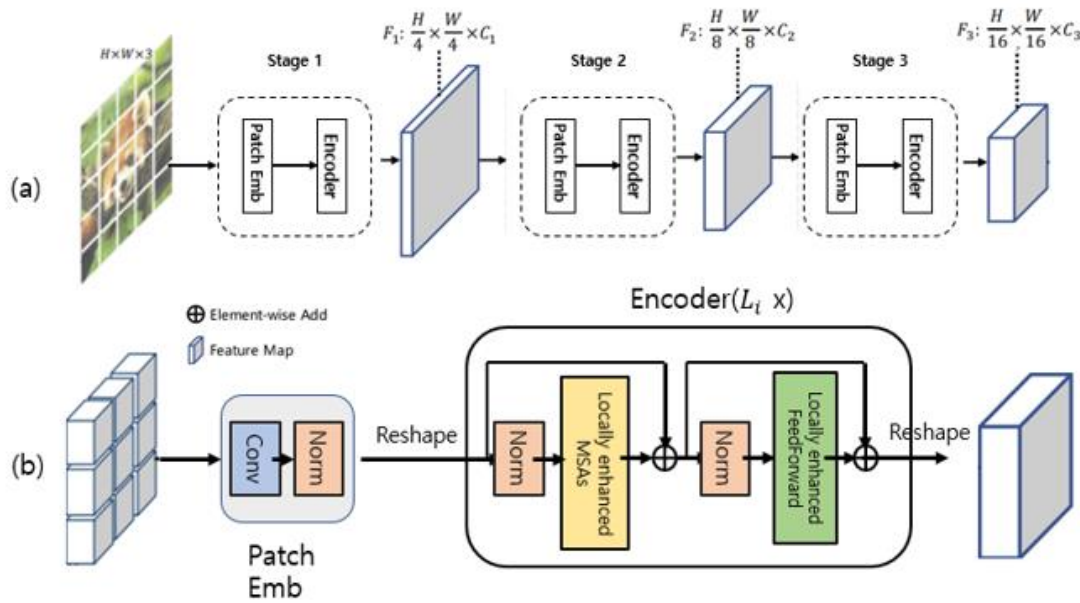 H×W×3
Stage 1
F₁: H/4 × W/4 × C₁
Stage 2
F₂: H/8 × W/8 × C₂
Stage 3
F₃: H/16 × W/16 × C₃
(a)
Patch Emb
Encoder
Patch Emb
Encoder
Patch Emb
Encoder
Encoder(Lᵢ x)
Element-wise Add
Feature Map
(b)
Conv
Norm
Patch
Emb
Reshape
Norm
Locally enhanced
MSAs
Norm
Locally enhanced
FeedForward
Reshape